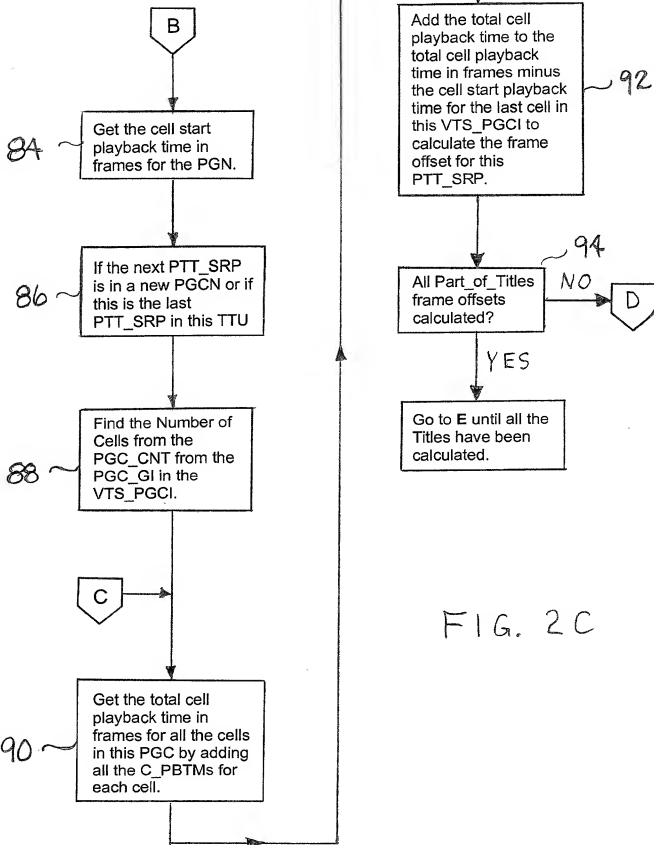 B
84
Get the cell start
playback time in
frames for the PGN.
86
If the next PTT_SRP
is in a new PGCN or if
this is the last
PTT_SRP in this TTU
88
Find the Number of
Cells from the
PGC_CNT from the
PGC_GI in the
VTS_PGCI.
C
90
Get the total cell
playback time in
frames for all the cells
in this PGC by adding
all the C_PBTMs for
each cell.
Add the total cell
playback time to the
total cell playback
time in frames minus
the cell start playback
time for the last cell in
this VTS_PGCI to
calculate the frame
offset for this
PTT_SRP.
92
94
All Part_of_Titles
frame offsets
calculated?
NO
D
YES
Go to E until all the
Titles have been
calculated.
FIG. 2C